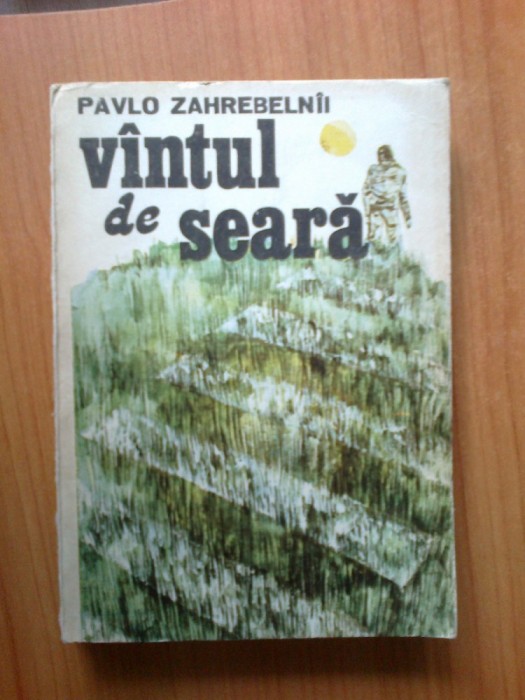 PAVLO ZAHREBELNÎI
vîntul
de seară